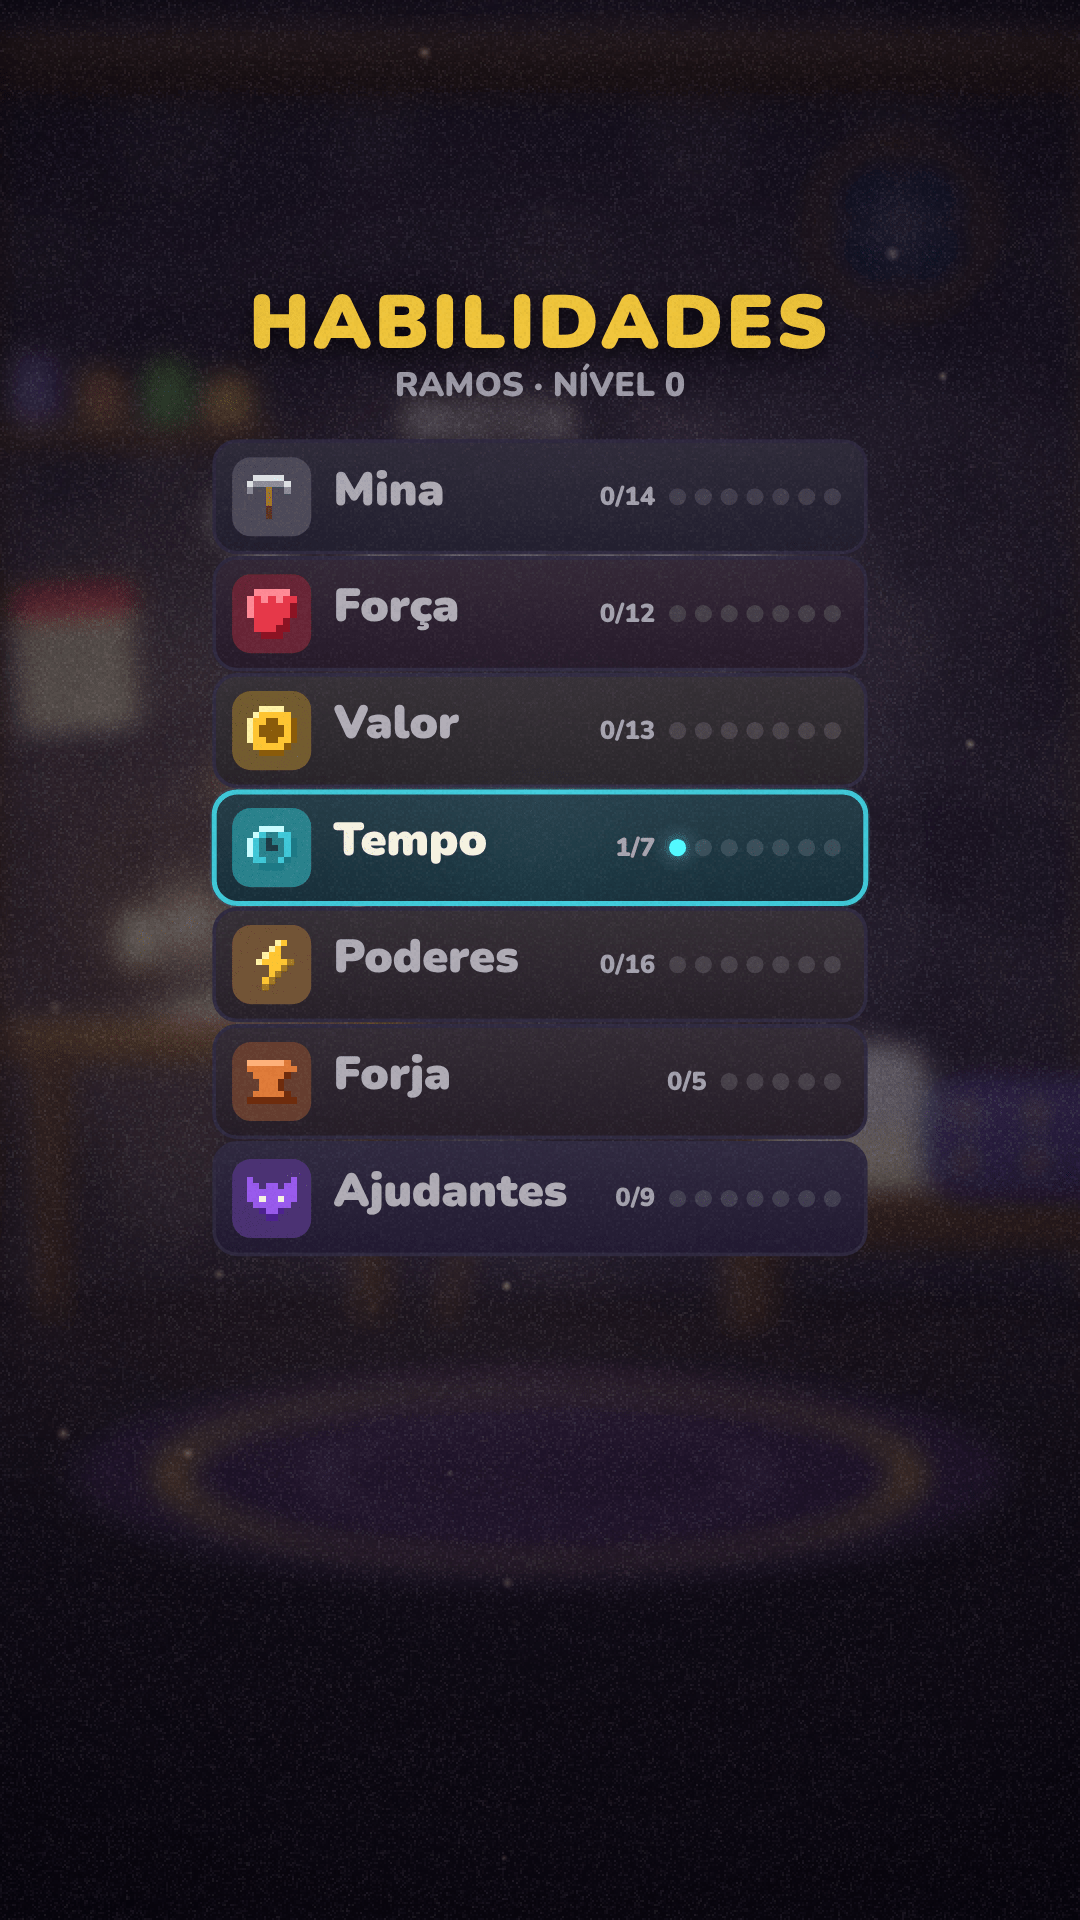 HABILIDADES
RAMOS · NÍVEL 0
Mina 0/14
Força 0/12
Valor 0/13
Tempo 1/7
Poderes 0/16
Forja 0/5
Ajudantes 0/9